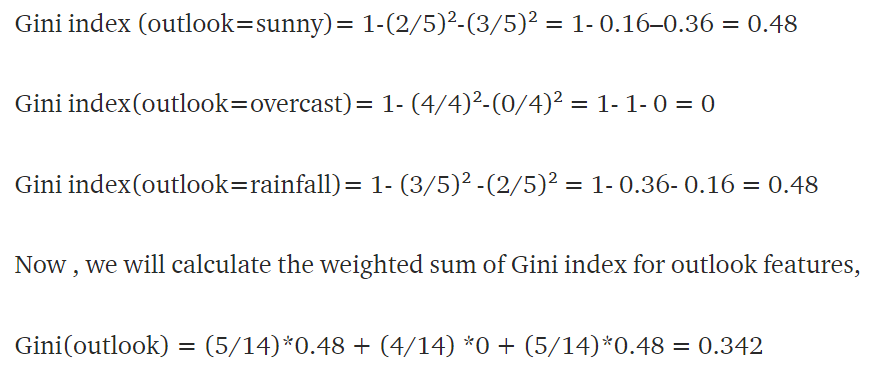 Gini index (outlook=sunny)= 1-(2/5)²-(3/5)² = 1- 0.16–0.36 = 0.48
Gini index(outlook=overcast)= 1- (4/4)²-(0/4)² = 1- 1- 0 = 0
Gini index(outlook=rainfall)= 1- (3/5)² -(2/5)² = 1- 0.36- 0.16 = 0.48
Now , we will calculate the weighted sum of Gini index for outlook features,
Gini(outlook) = (5/14)*0.48 + (4/14) *0 + (5/14)*0.48 = 0.342